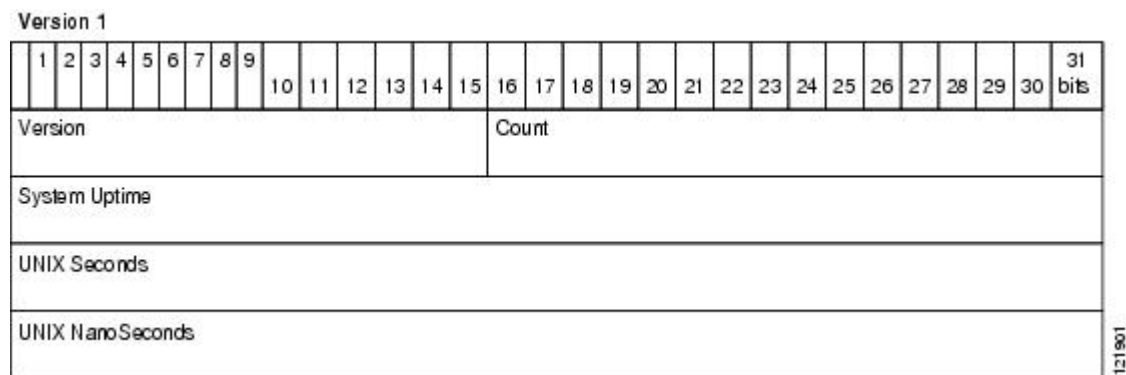 Version 1
1 2 3 4 5 6 7 8 9 10 11 12 13 14 15 16 17 18 19 20 21 22 23 24 25 26 27 28 29 30 31 bits
Version Count
System Uptime
UNIX Seconds
UNIX NanoSeconds
121901